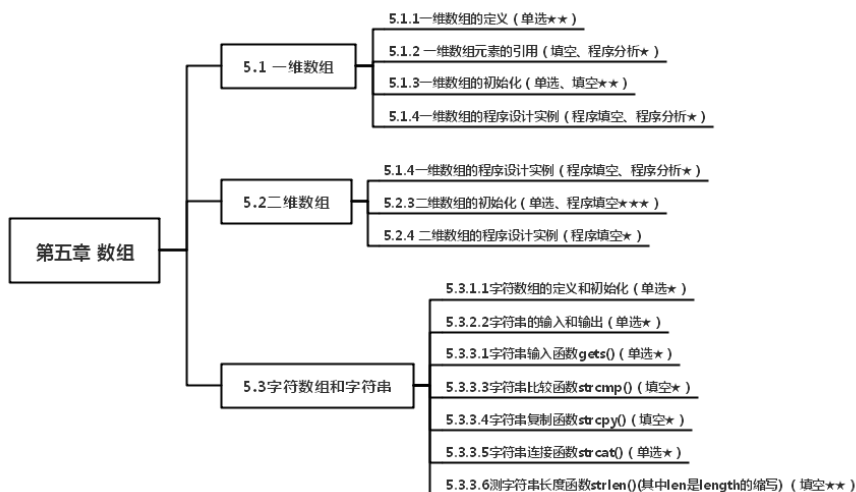 第五章 数组
5.1 一维数组
5.1.1一维数组的定义(单选★★)
5.1.2 一维数组元素的引用(填空、程序分析★)
5.1.3一维数组的初始化(单选、填空★★)
5.1.4一维数组的程序设计实例(程序填空、程序分析★)
5.2二维数组
5.1.4一维数组的程序设计实例(程序填空、程序分析★)
5.2.3二维数组的初始化(单选、程序填空★★★)
5.2.4 二维数组的程序设计实例(程序填空★)
5.3字符数组和字符串
5.3.1.1字符数组的定义和初始化(单选★)
5.3.2.2字符串的输入和输出(单选★)
5.3.3.1字符串输入函数gets()(单选★)
5.3.3.3字符串比较函数strcmp()(填空★)
5.3.3.4字符串复制函数strcpy()(填空★)
5.3.3.5字符串连接函数strcat()(单选★)
5.3.3.6测字符串长度函数strlen()(其中len是length的缩写)(填空★★)